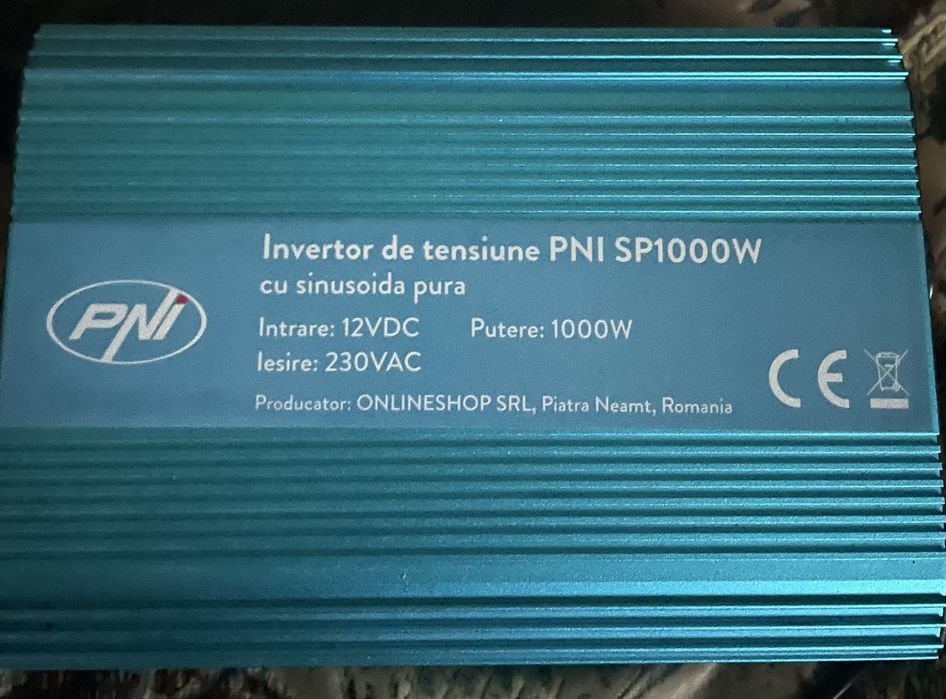 PNI
Invertor de tensiune PNI SP1000W
cu sinusoida pura
Intrare: 12VDC Putere: 1000W
Iesire: 230VAC
Producator: ONLINESHOP SRL, Piatra Neamt, Romania
CE